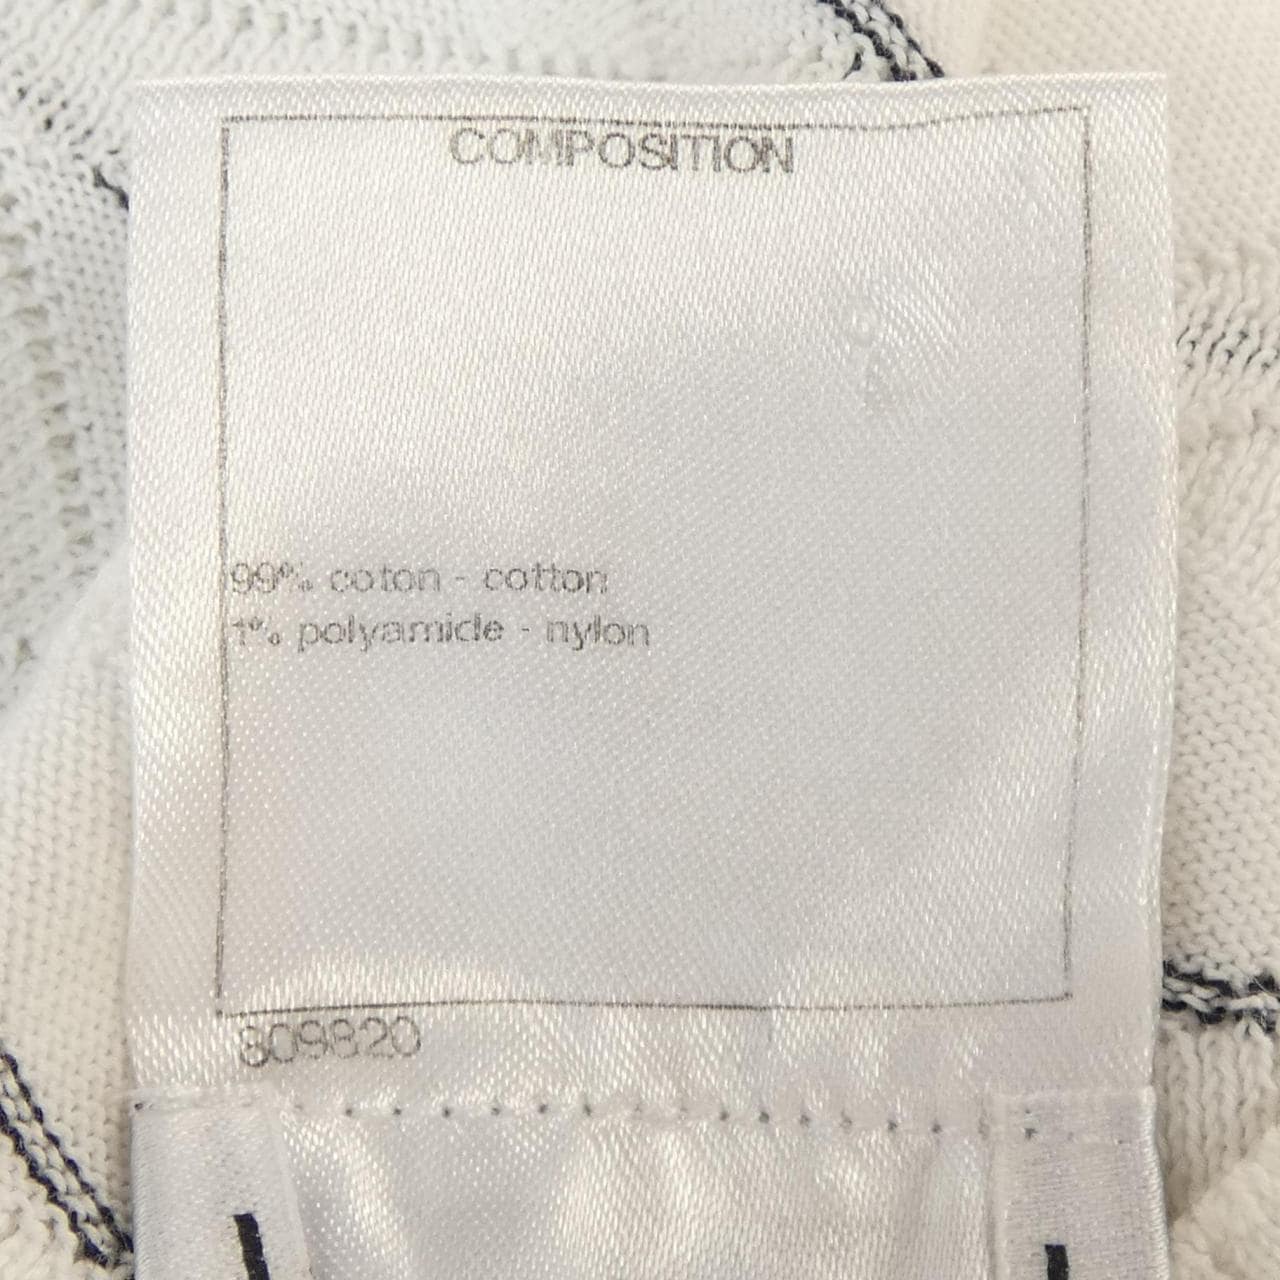 COMPOSITION
99% coton - cotton
1% polyamide - nylon
809820